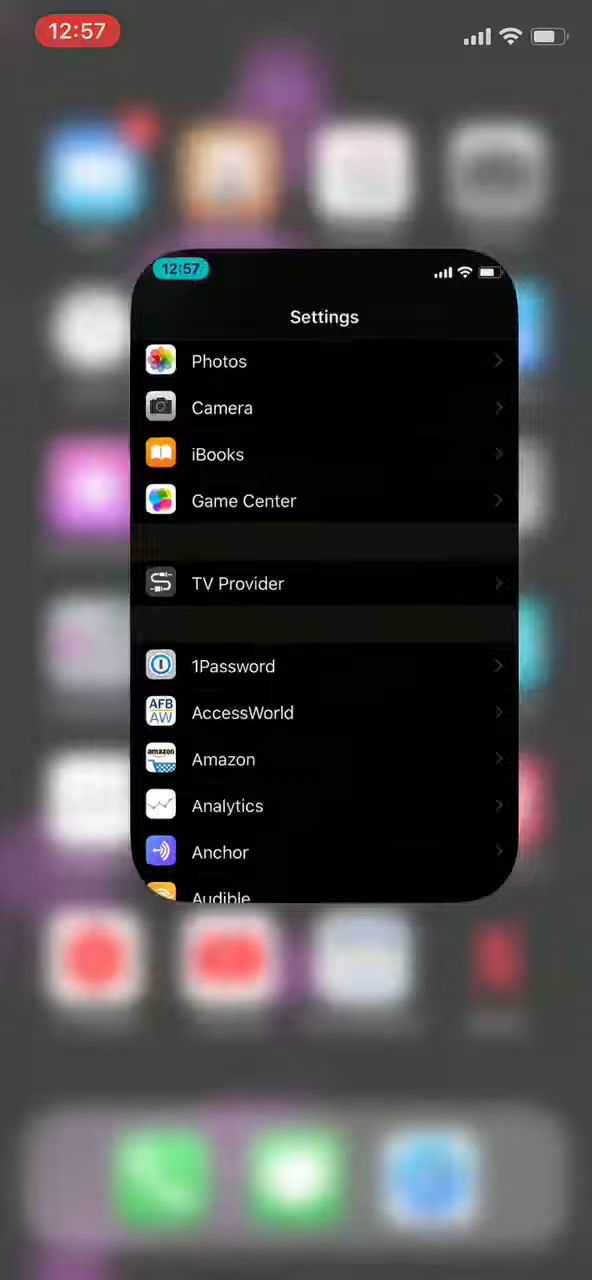 12:57
12:57
Settings
Photos
Camera
iBooks
Game Center
TV Provider
1Password
AFB
AW
AccessWorld
amazon
Amazon
Analytics
Anchor
Audible